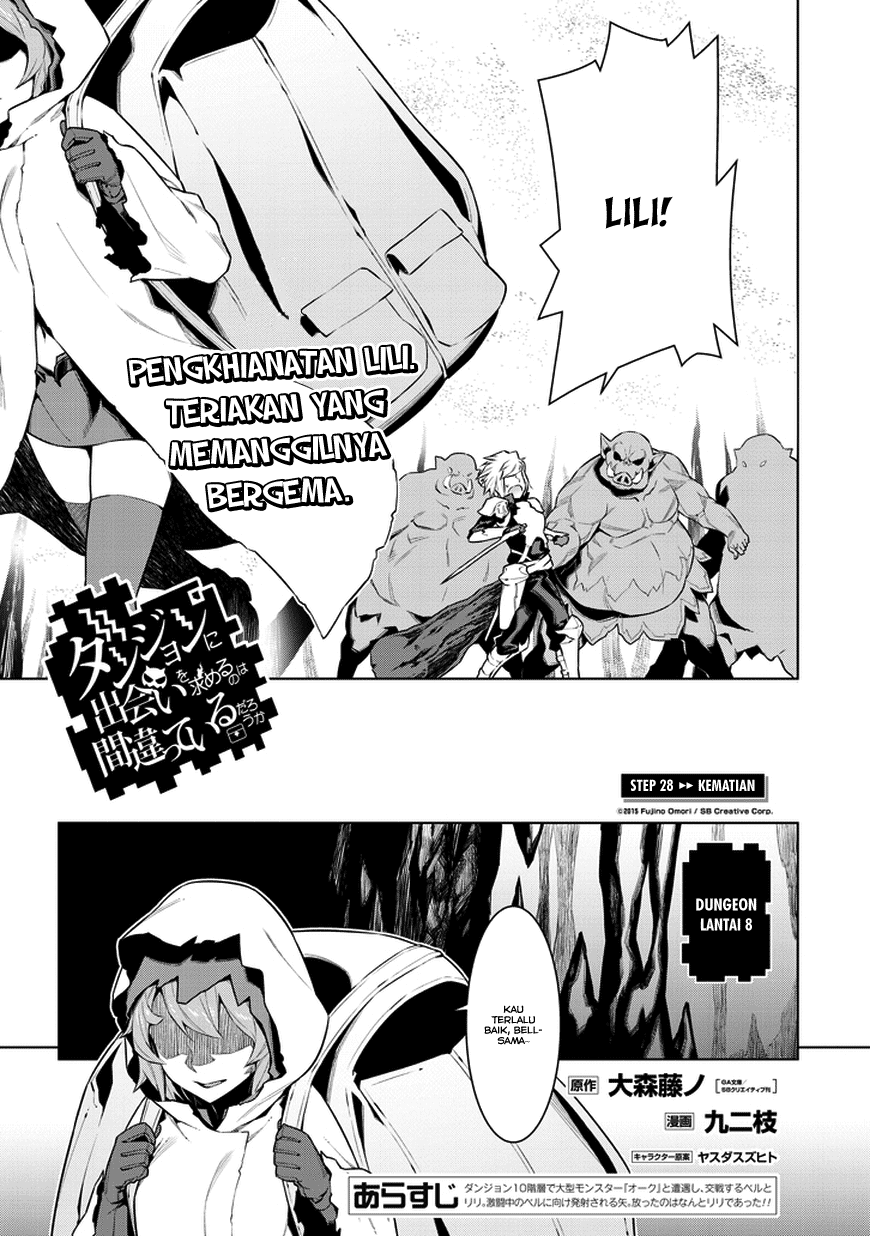 LILI!
PENGKHIANATAN LILI.
TERIAKAN YANG
MEMANGGILNYA
BERGEMA.
ダンジョンに
出会いを求めるのは
間違っているだろうか
STEP 28 ▸▸ KEMATIAN
©2015 Fujino Omori / SB Creative Corp.
DUNGEON
LANTAI 8
KAU
TERLALU
BAIK, BELL-
SAMA~
原作 大森藤ノ [GA文庫/
SBクリエイティブ刊]
漫画 九二枝
キャラクター原案 ヤスダスズヒト
あらすじ
ダンジョン10階層で大型モンスター「オーク」と遭遇し、交戦するベルと
リリ。激闘中のベルに向け発射される矢。放ったのはなんとリリであった!!